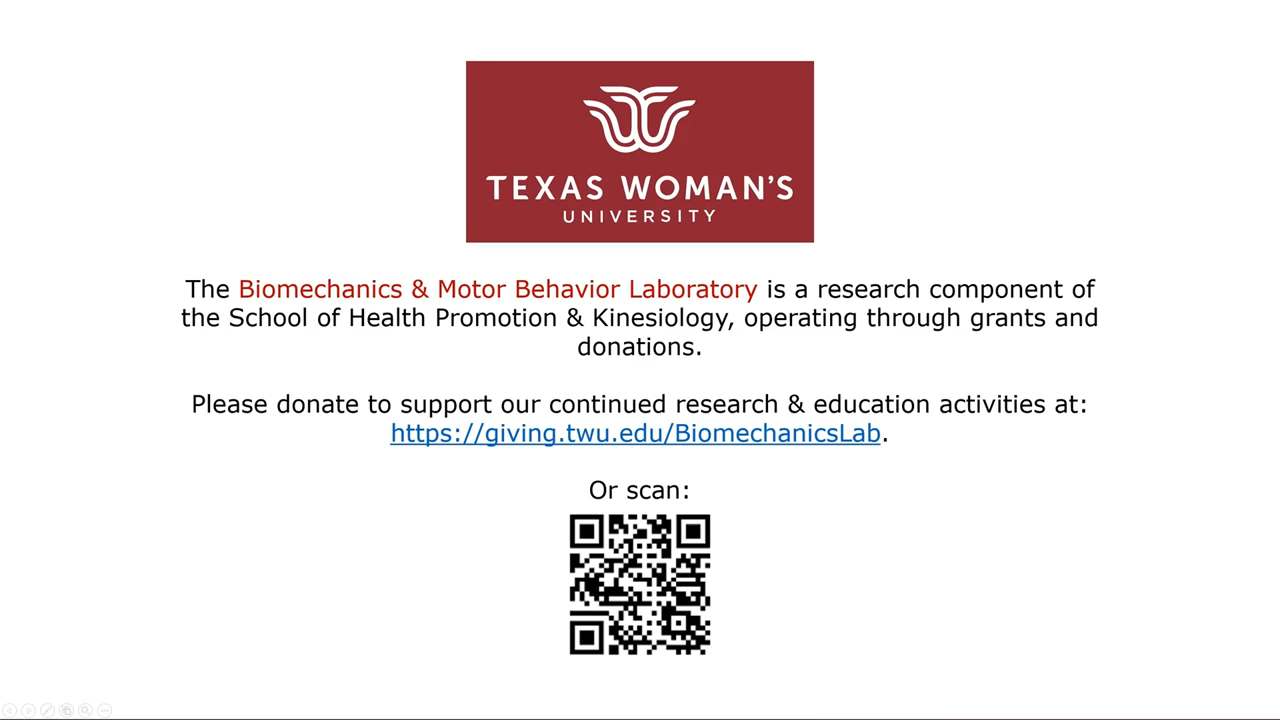 TEXAS WOMAN'S
UNIVERSITY
The Biomechanics & Motor Behavior Laboratory is a research component of
the School of Health Promotion & Kinesiology, operating through grants and
donations.
Please donate to support our continued research & education activities at:
https://giving.twu.edu/BiomechanicsLab.
Or scan: